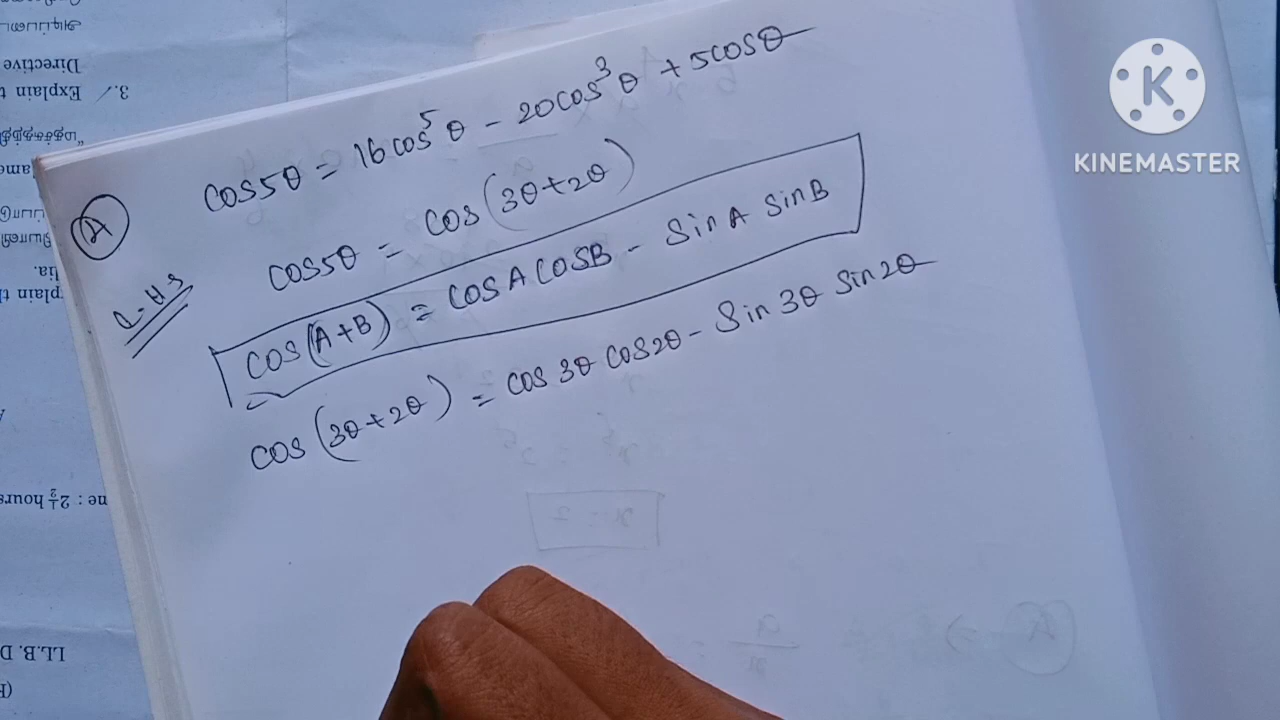 cos5θ = 16cos⁵θ - 20cos³θ + 5cosθ
A
L.H.S
cos5θ = cos(3θ+2θ)
cos(A+B) = cosA cosB - sinA sinB
cos(3θ+2θ) = cos3θ cos2θ - sin3θ sin2θ
K
KINEMASTER
Directive
3. Explain t
: 2½ hours
LL.B. D